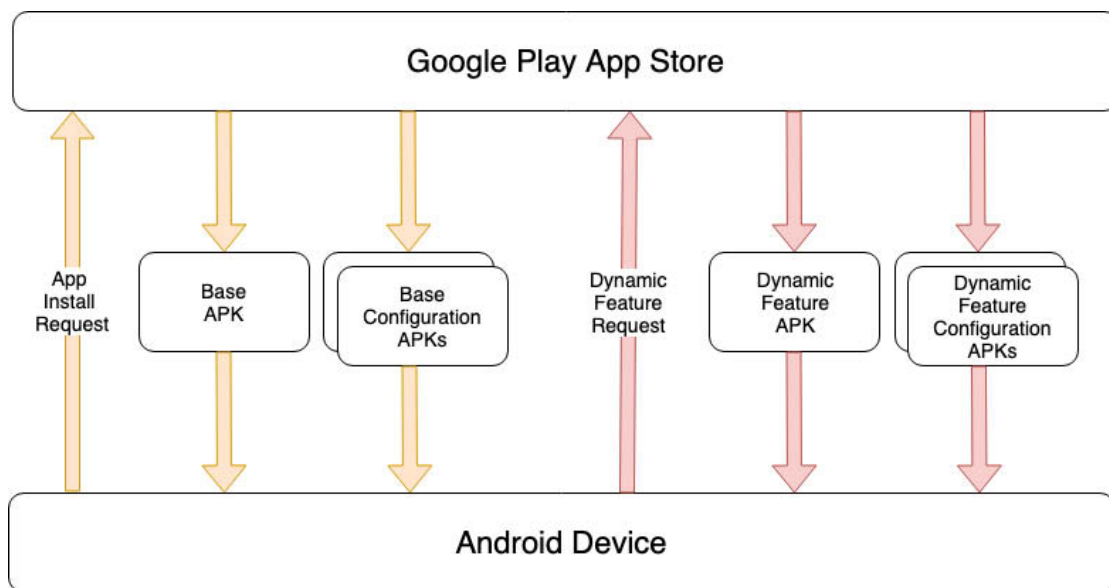 Google Play App Store
App
Install
Request
Base
APK
Base
Configuration
APKs
Dynamic
Feature
Request
Dynamic
Feature
APK
Dynamic
Feature
Configuration
APKs
Android Device